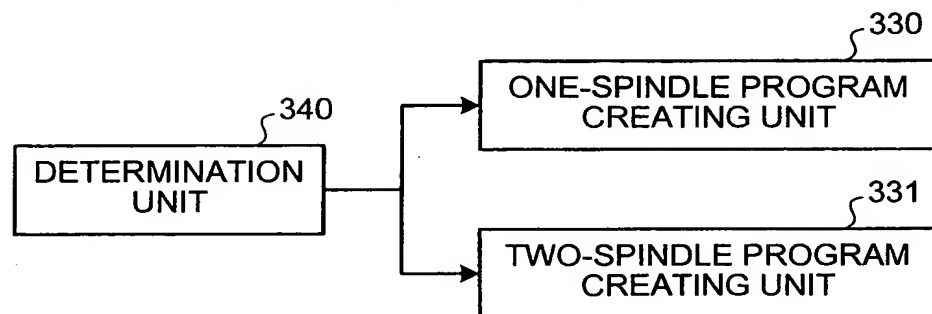 330
ONE-SPINDLE PROGRAM
CREATING UNIT
340
DETERMINATION
UNIT
331
TWO-SPINDLE PROGRAM
CREATING UNIT